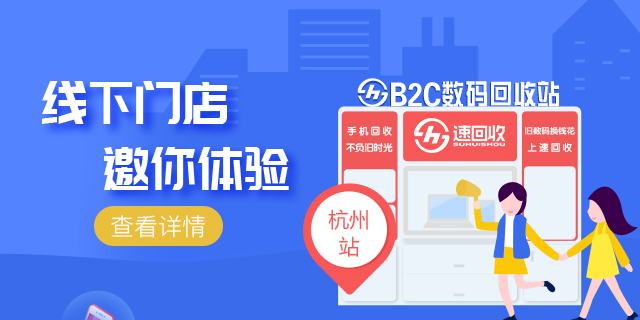 线下门店
邀你体验
查看详情
B2C数码回收站
手机回收
不负旧时光
速回收
SUHUISHOU
旧数码换钱花
上速回收
杭州
站